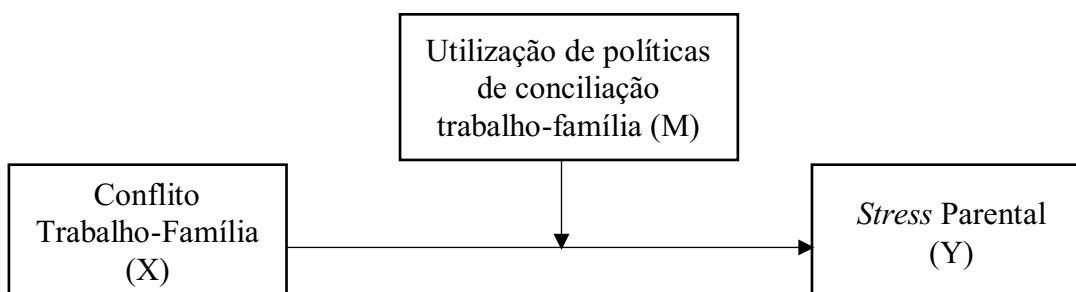 Utilização de políticas
de conciliação
trabalho-família (M)
Conflito
Trabalho-Família
(X)
Stress Parental
(Y)